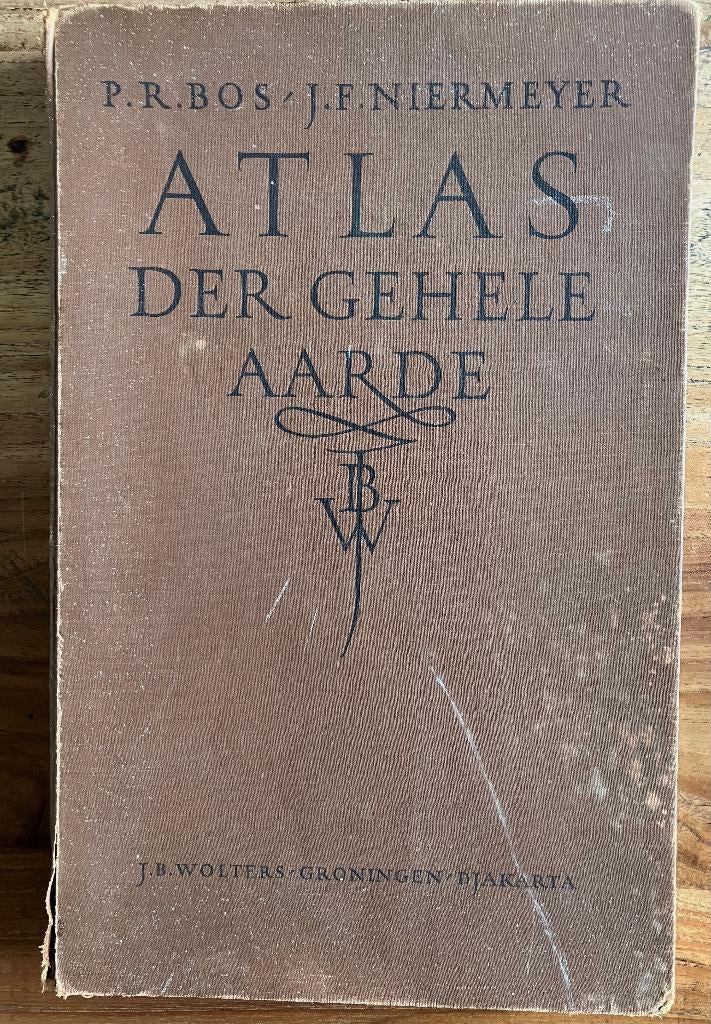 P.R.BOS - J.F.NIERMEYER
ATLAS
DER GEHELE
AARDE
JBW
J.B.WOLTERS-GRONINGEN-DJAKARTA